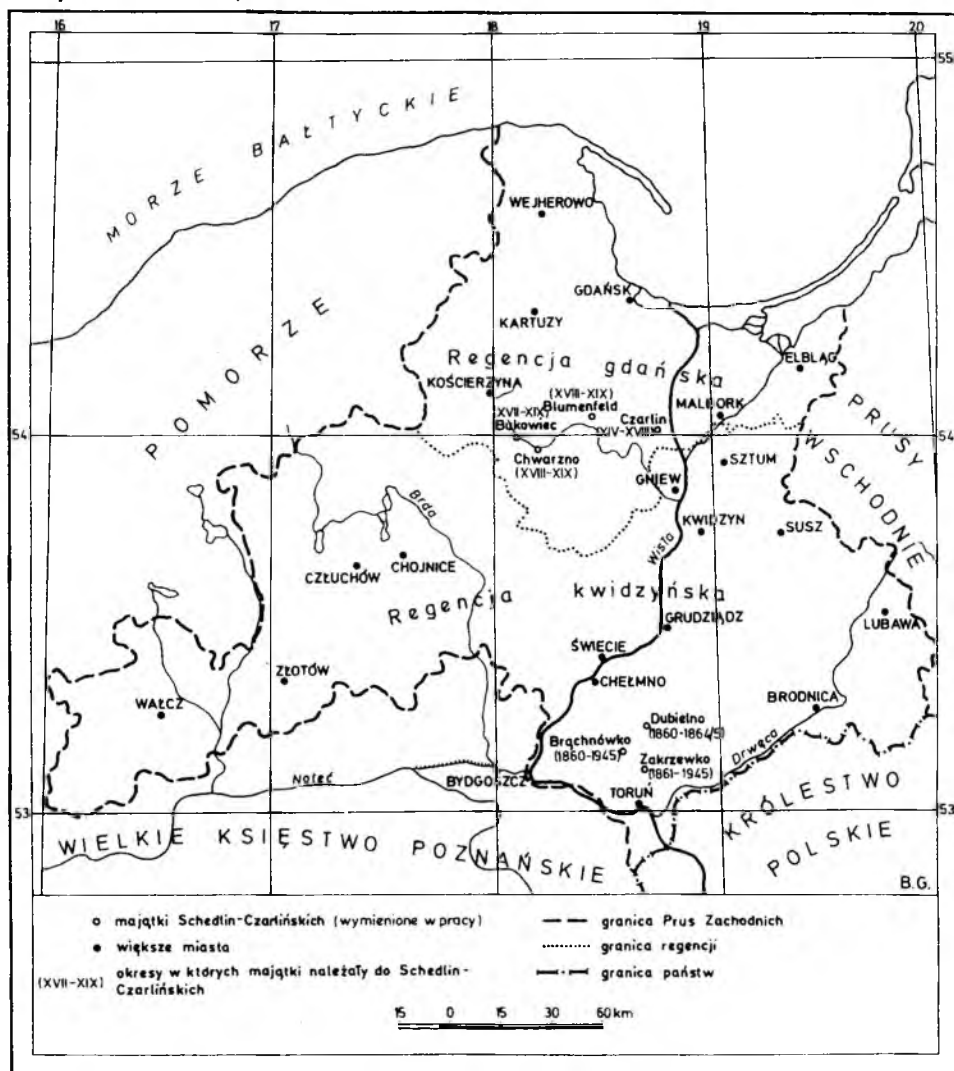 16 17 18 19 20
55
MORZE BAŁTYCKIE
WEJHEROWO
GDAŃSK
KARTUZY
POMORZE
Regencja gdańska
ELBLĄG
KOŚCIERZYNA
(XVIII-XIX)
Blumenfeld
MALBORK
PRUSY WSCHODNIE
(XVII-XIX)
Bukowiec
Czarlin
(XIV-XVIII)
54 54
Chwarzno
(XVIII-XIX)
SZTUM
GNIEW
Brda
KWIDZYN
SUSZ
Wisła
CHOJNICE
CZŁUCHÓW
Regencja kwidzyńska
LUBAWA
GRUDZIĄDZ
ŚWIECIE
ZŁOTÓW
CHEŁMNO
WAŁCZ
BRODNICA
Dubielno
(1860-1864/5)
Brąchnówko
(1860-1945)
Drwęca
Zakrzewko
(1861-1945)
Noteć
BYDGOSZCZ
TORUŃ
53 53
KRÓLESTWO
POLSKIE
WIELKIE KSIĘSTWO POZNAŃSKIE
B.G.
majątki Schedlin-Czarlińskich (wymienione w pracy)
większe miasta
(XVII-XIX) okresy w których majątki należały do Schedlin-
Czarlińskich
granica Prus Zachodnich
granica regencji
granica państw
15 0 15 30 60 km